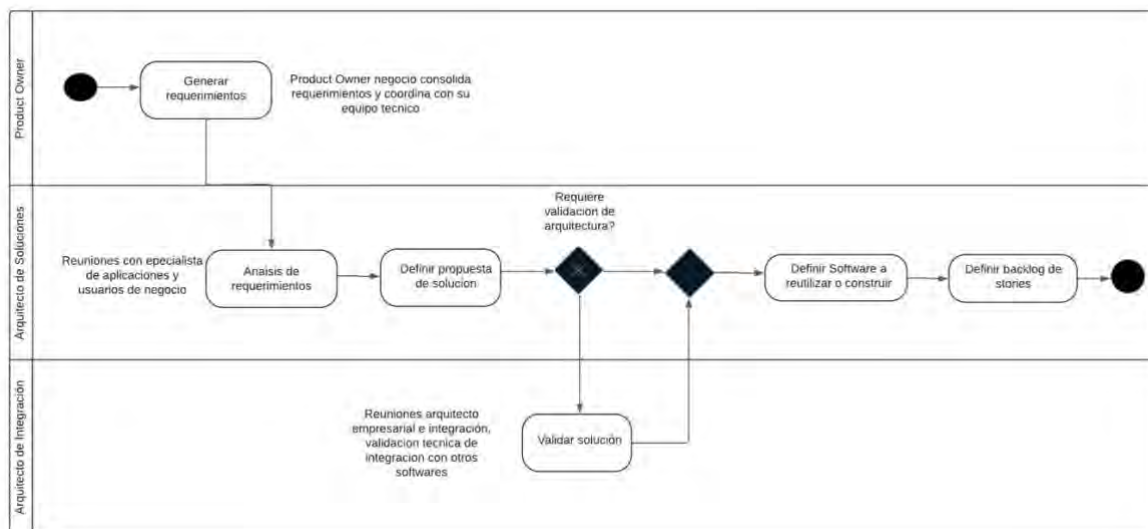 Product Owner
Generar
requerimientos
Product Owner negocio consolida
requerimientos y coordina con su
equipo tecnico
Arquitecto de Soluciones
Reuniones con epecialista
de aplicaciones y
usuarios de negocio
Anaisis de
requerimientos
Definir propuesta
de solucion
Requiere
validacion de
arquitectura?
Definir Software a
reutilizar o construir
Definir backlog de
stories
Arquitecto de Integración
Reuniones arquitecto
empresarial e integración,
validacion tecnica de
integracion con otros
softwares
Validar solución